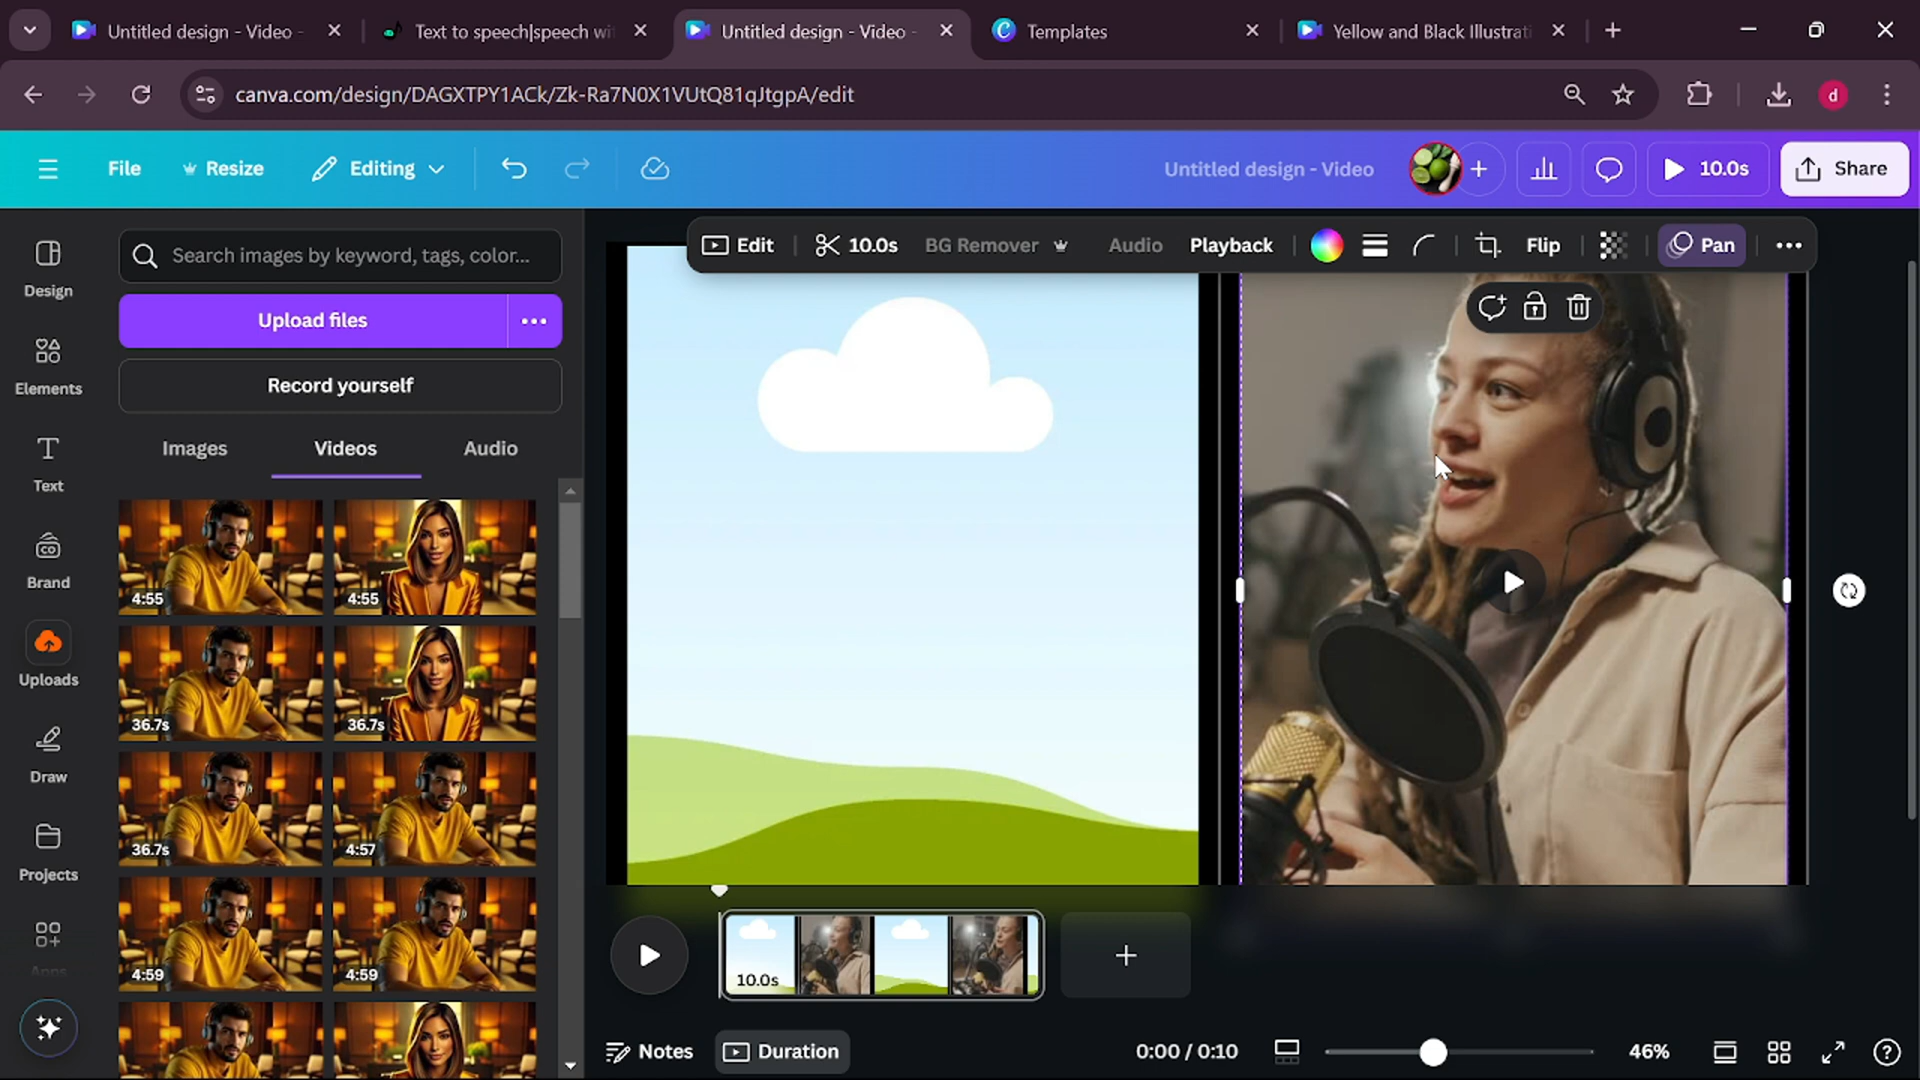 Untitled design - Video -
Text to speech|speech wit
Untitled design - Video -
Templates
Yellow and Black Illustrati
canva.com/design/DAGXTPY1ACk/Zk-Ra7N0X1VUtQ81qJtgpA/edit
d
File
Resize
Editing
Untitled design - Video
10.0s
Share
Search images by keyword, tags, color...
Edit
10.0s
BG Remover
Audio
Playback
Flip
Pan
Design
Upload files
Record yourself
Elements
Images
Videos
Audio
Text
4:55
4:55
Brand
Uploads
36.7s
36.7s
Draw
36.7s
4:57
Projects
4:59
4:59
Apps
10.0s
Notes
Duration
0:00 / 0:10
46%